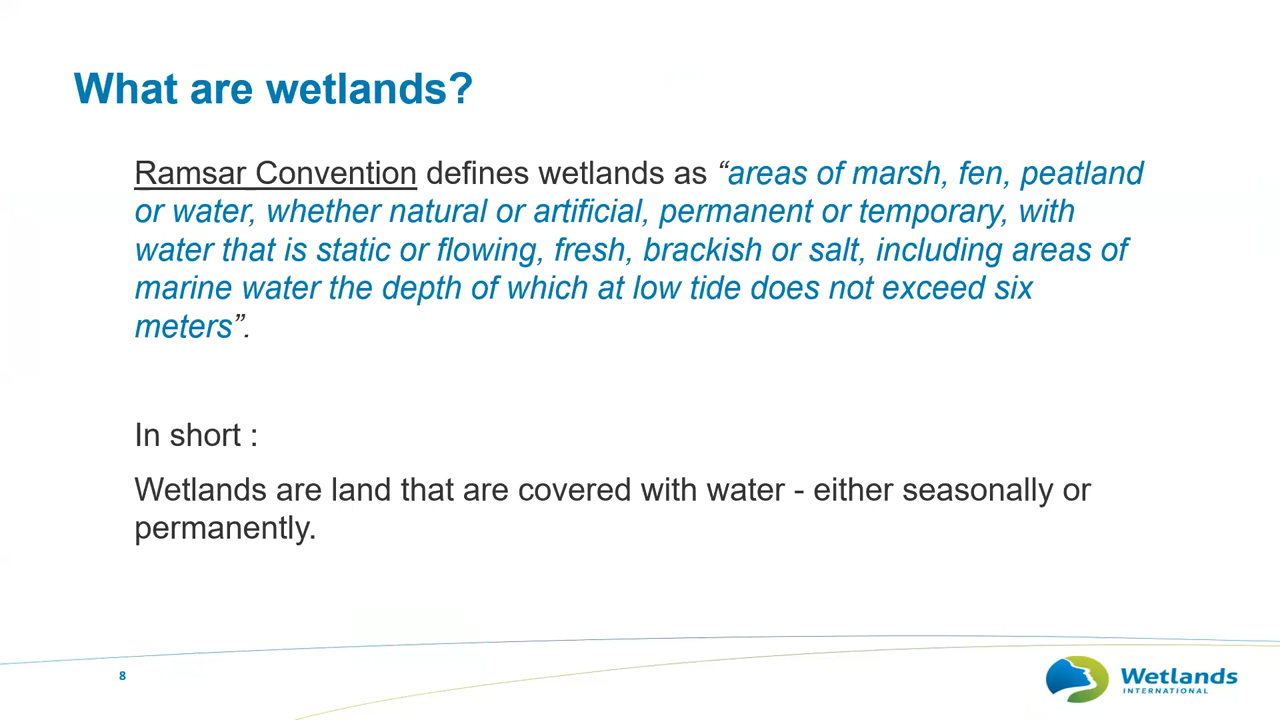 What are wetlands?
Ramsar Convention defines wetlands as “areas of marsh, fen, peatland
or water, whether natural or artificial, permanent or temporary, with
water that is static or flowing, fresh, brackish or salt, including areas of
marine water the depth of which at low tide does not exceed six
meters”.
In short :
Wetlands are land that are covered with water - either seasonally or
permanently.
8
Wetlands
INTERNATIONAL